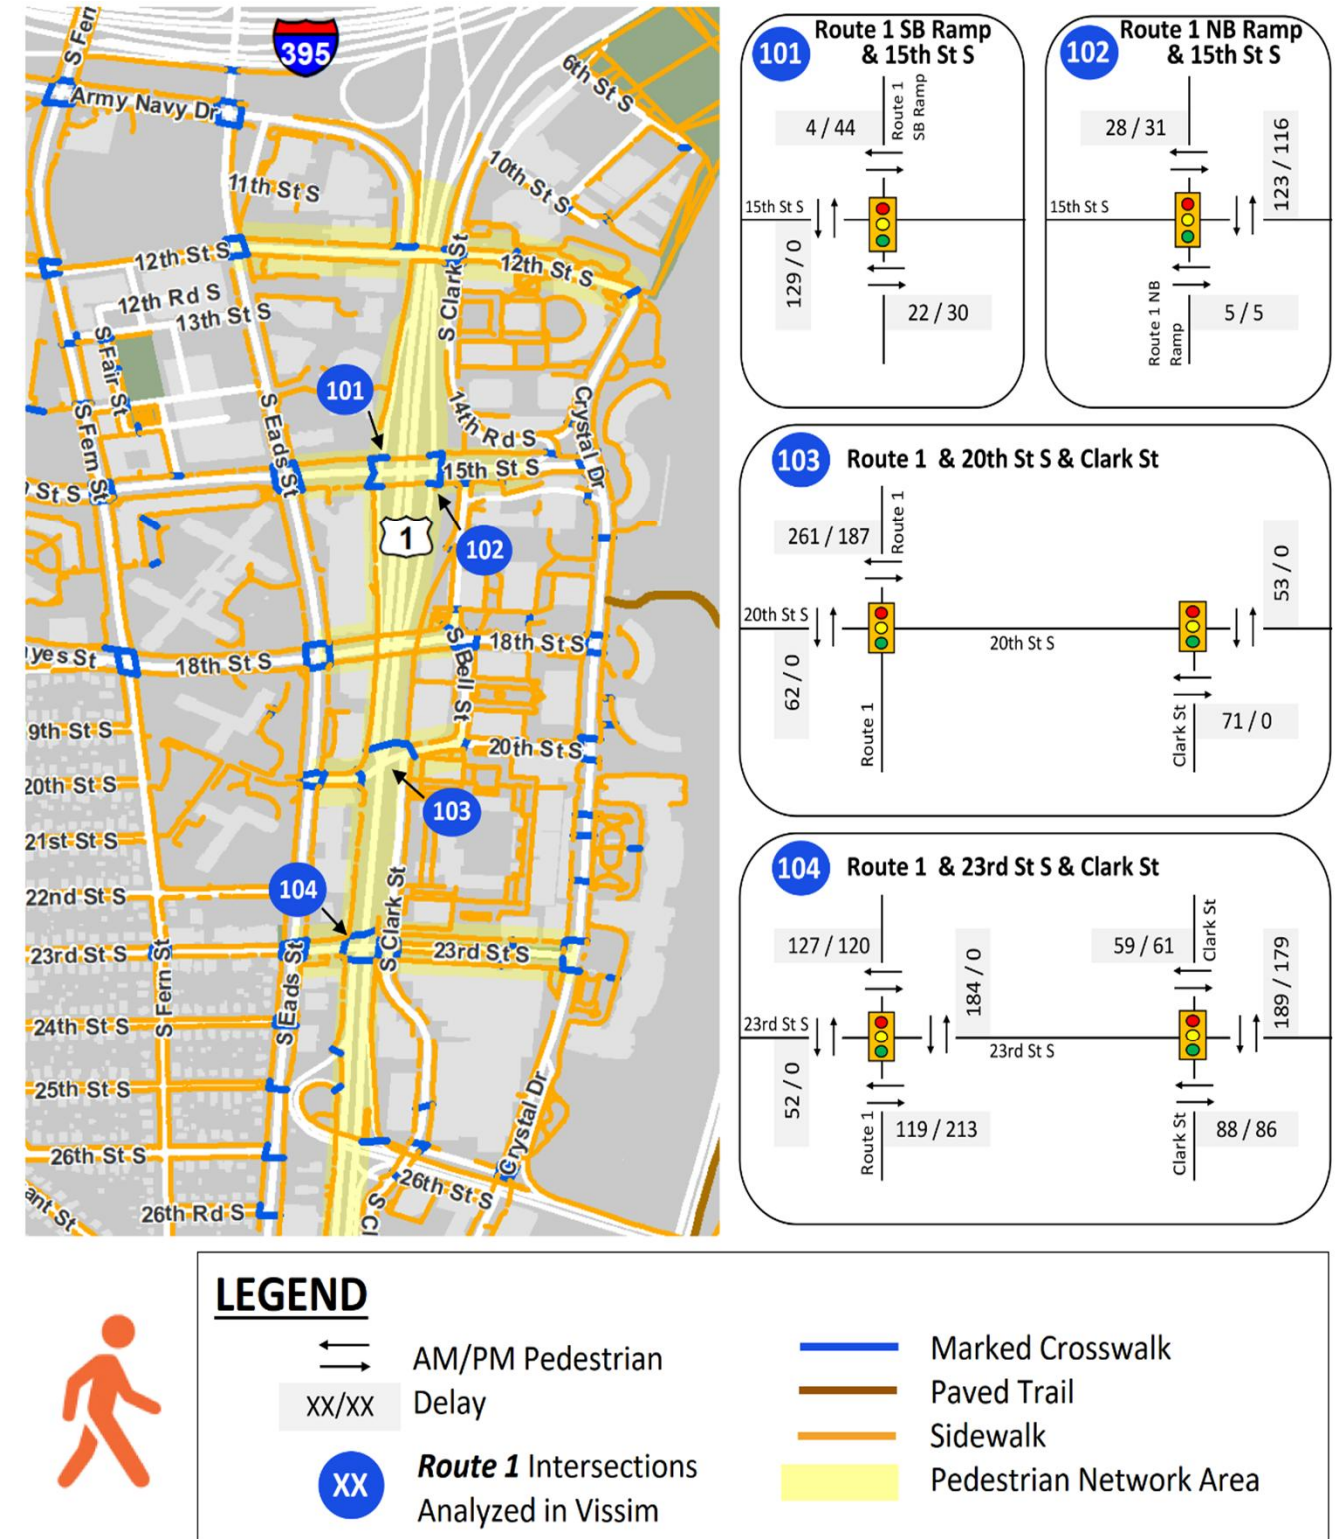 S Fern
395
Army Navy Dr
6th St S
10th St S
11th St S
12th St S
12th St S
12th Rd S
13th St S
S Clark St
S Fair St
S Fern St
S Eads St
101
14th Rd S
Crystal Dr
15th St S
St S
1
102
yes St
18th St S
18th St S
S Bell St
9th St S
20th St S
20th St S
21st St S
103
22nd St S
104
S Clark St
23rd St S
23rd St S
S Fern St
S Eads St
24th St S
25th St S
Crystal Dr
26th St S
26th St S
26th Rd S
ant St
S Cl
101
Route 1 SB Ramp
& 15th St S
4 / 44
Route 1
SB Ramp
15th St S
129 / 0
22 / 30
102
Route 1 NB Ramp
& 15th St S
28 / 31
123 / 116
15th St S
Route 1 NB
Ramp
5 / 5
103
Route 1 & 20th St S & Clark St
261 / 187
Route 1
53 / 0
20th St S
20th St S
62 / 0
Route 1
Clark St
71 / 0
104
Route 1 & 23rd St S & Clark St
127 / 120
184 / 0
59 / 61
Clark St
189 / 179
23rd St S
23rd St S
52 / 0
Route 1
119 / 213
Clark St
88 / 86
LEGEND
AM/PM Pedestrian
XX/XX
Delay
XX
Route 1 Intersections
Analyzed in Vissim
Marked Crosswalk
Paved Trail
Sidewalk
Pedestrian Network Area